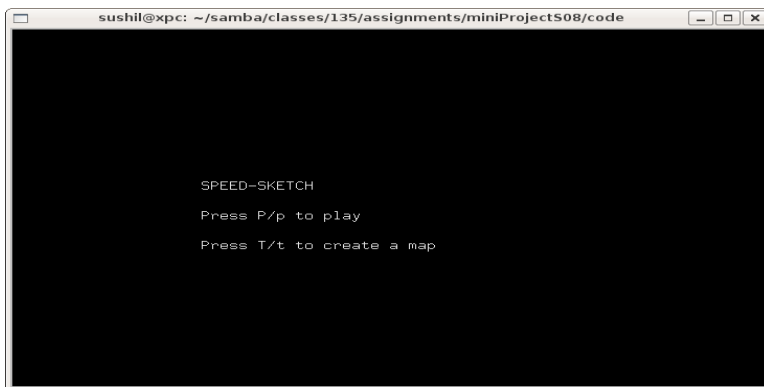 sushil@xpc: ~/samba/classes/135/assignments/miniProjectS08/code
SPEED-SKETCH
Press P/p to play
Press T/t to create a map